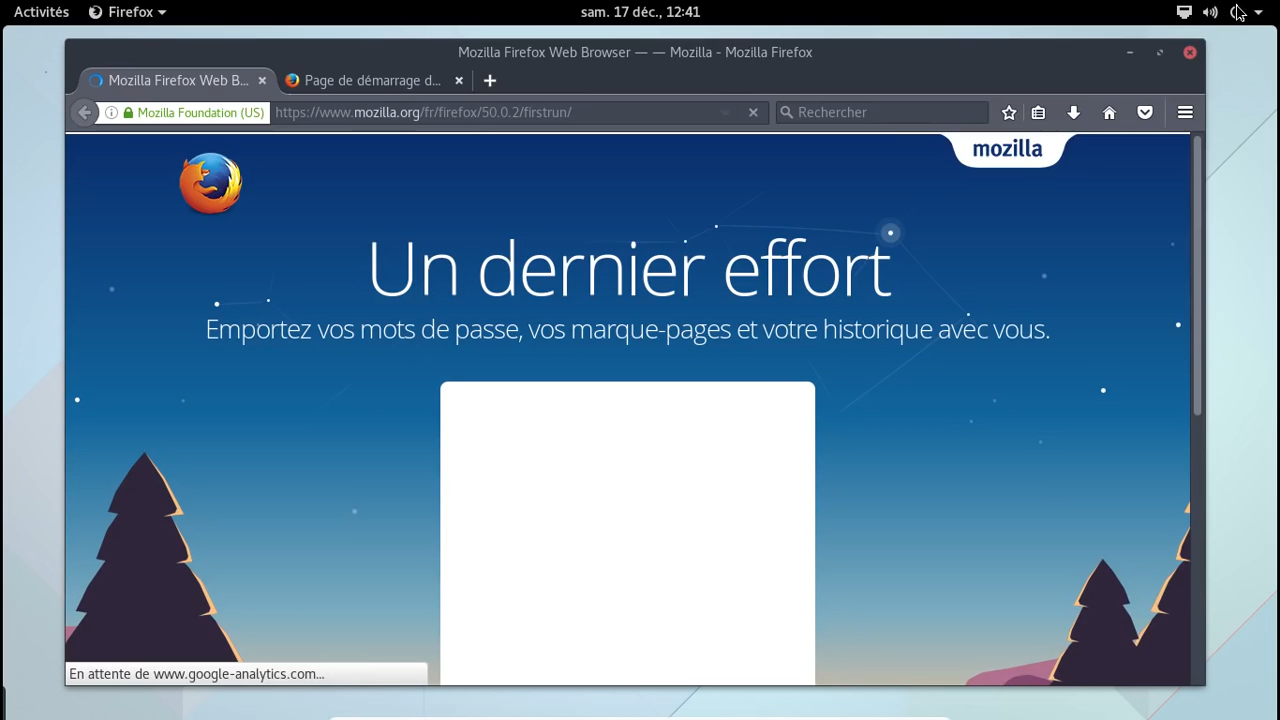 Activités
Firefox
sam. 17 déc., 12:41
Mozilla Firefox Web Browser — — Mozilla - Mozilla Firefox
Mozilla Firefox Web B...
Page de démarrage d...
Mozilla Foundation (US)
https://www.mozilla.org/fr/firefox/50.0.2/firstrun/
Rechercher
mozilla
Un dernier effort
Emportez vos mots de passe, vos marque-pages et votre historique avec vous.
En attente de www.google-analytics.com...